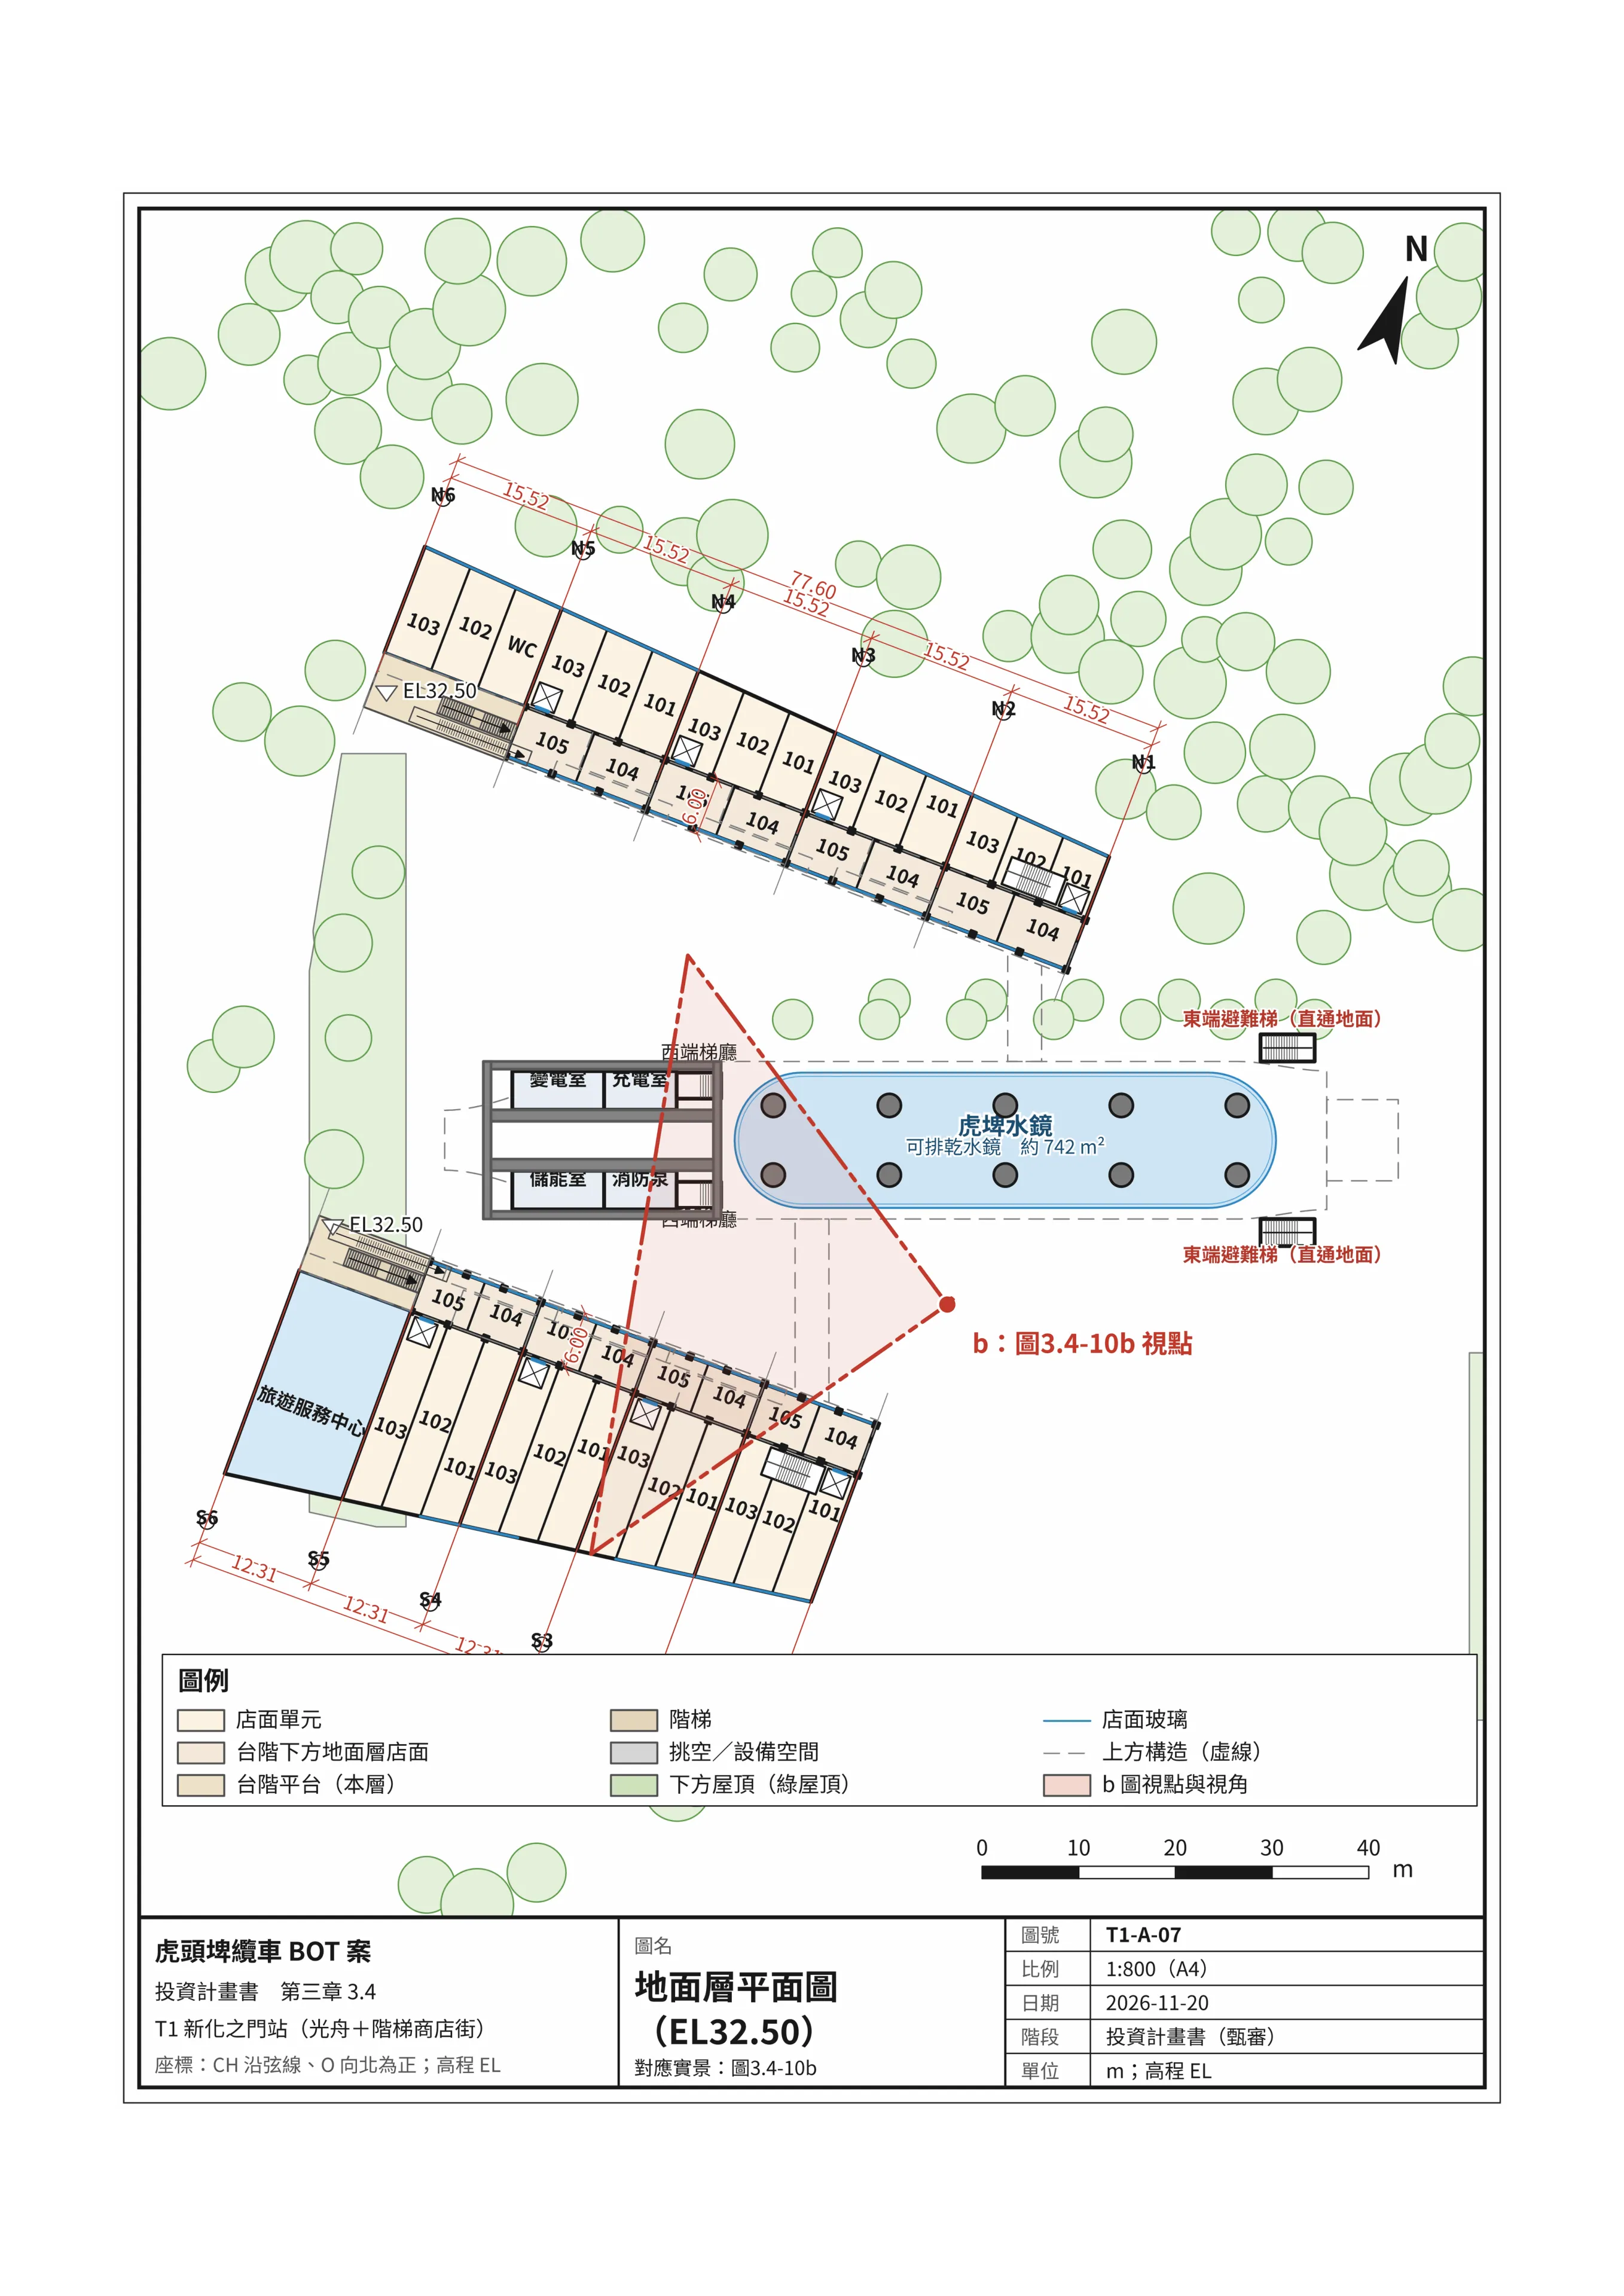 N
N6
15.52
N5
15.52
N4
77.60
15.52
N3
15.52
N2
15.52
N1
103
102
WC
103
102
101
103
102
101
103
102
101
103
102
101
EL32.50
105
104
104
105
104
105
104
6.00
東端避難梯（直通地面）
西端梯廳
變電室
充電室
虎埤水鏡
可排乾水鏡　約 742 m²
儲能室
消防泵
西端梯廳
東端避難梯（直通地面）
EL32.50
b：圖3.4-10b 視點
105
104
104
105
104
105
104
6.00
旅遊服務中心
103
102
101
103
102
101
103
102
101
103
102
101
S6
S5
S4
S3
12.31
12.31
12.31
圖例
店面單元
階梯
店面玻璃
台階下方地面層店面
挑空／設備空間
上方構造（虛線）
台階平台（本層）
下方屋頂（綠屋頂）
b 圖視點與視角
0 10 20 30 40 m
虎頭埤纜車 BOT 案
投資計畫書　第三章 3.4
T1 新化之門站（光舟＋階梯商店街）
座標：CH 沿弦線、O 向北為正；高程 EL
圖名
地面層平面圖
（EL32.50）
對應實景：圖3.4-10b
圖號 T1-A-07
比例 1:800（A4）
日期 2026-11-20
階段 投資計畫書（甄審）
單位 m；高程 EL